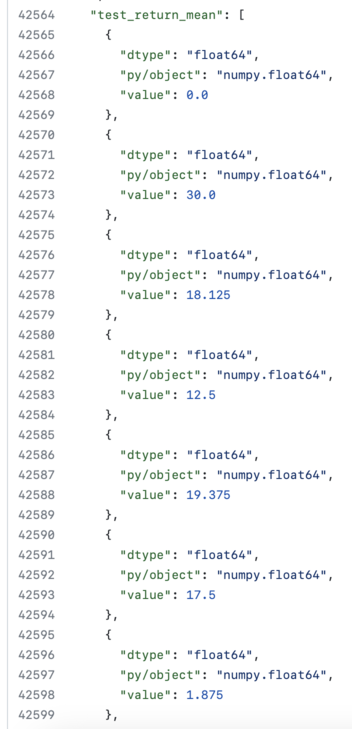 42564 "test_return_mean": [
42565 {
42566 "dtype": "float64",
42567 "py/object": "numpy.float64",
42568 "value": 0.0
42569 },
42570 {
42571 "dtype": "float64",
42572 "py/object": "numpy.float64",
42573 "value": 30.0
42574 },
42575 {
42576 "dtype": "float64",
42577 "py/object": "numpy.float64",
42578 "value": 18.125
42579 },
42580 {
42581 "dtype": "float64",
42582 "py/object": "numpy.float64",
42583 "value": 12.5
42584 },
42585 {
42586 "dtype": "float64",
42587 "py/object": "numpy.float64",
42588 "value": 19.375
42589 },
42590 {
42591 "dtype": "float64",
42592 "py/object": "numpy.float64",
42593 "value": 17.5
42594 },
42595 {
42596 "dtype": "float64",
42597 "py/object": "numpy.float64",
42598 "value": 1.875
42599 },